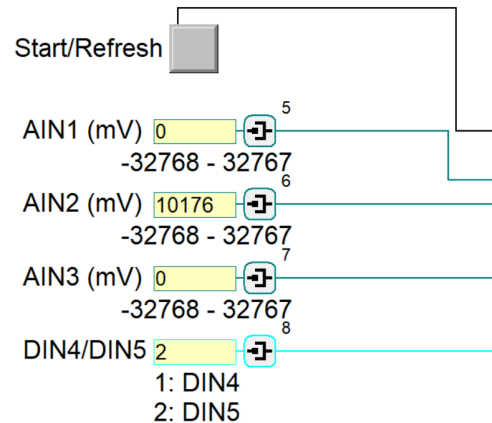 Start/Refresh
5
AIN1 (mV) 0
-32768 - 32767
6
AIN2 (mV) 10176
-32768 - 32767
7
AIN3 (mV) 0
-32768 - 32767
8
DIN4/DIN5 2
1: DIN4
2: DIN5